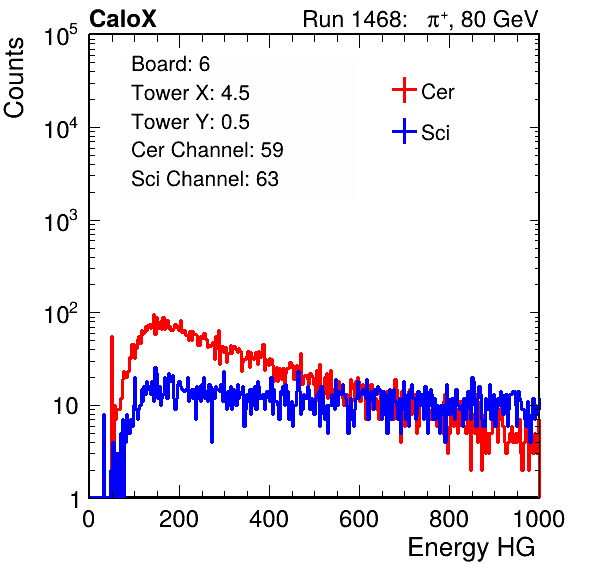 CaloX Run 1468: π⁺, 80 GeV
Board: 6
Tower X: 4.5
Tower Y: 0.5
Cer Channel: 59
Sci Channel: 63
Cer
Sci
Counts
10⁵
10⁴
10³
10²
10
1
0 200 400 600 800 1000
Energy HG